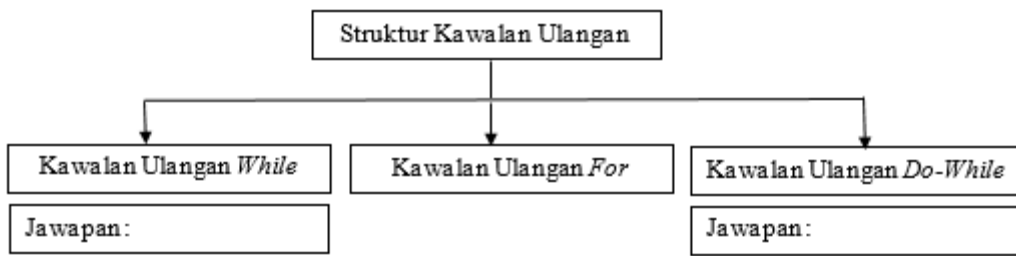 Struktur Kawalan Ulangan
Kawalan Ulangan While
Kawalan Ulangan For
Kawalan Ulangan Do-While
Jawapan:
Jawapan: